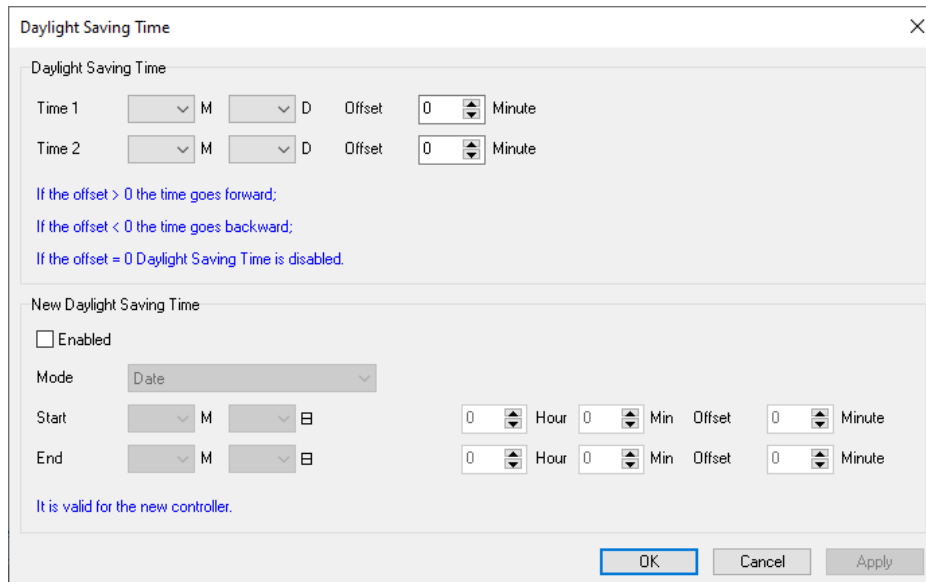 Daylight Saving Time
Daylight Saving Time
Time 1 M D Offset 0 Minute
Time 2 M D Offset 0 Minute
If the offset > 0 the time goes forward;
If the offset < 0 the time goes backward;
If the offset = 0 Daylight Saving Time is disabled.
New Daylight Saving Time
Enabled
Mode Date
Start M 日 0 Hour 0 Min Offset 0 Minute
End M 日 0 Hour 0 Min Offset 0 Minute
It is valid for the new controller.
OK Cancel Apply